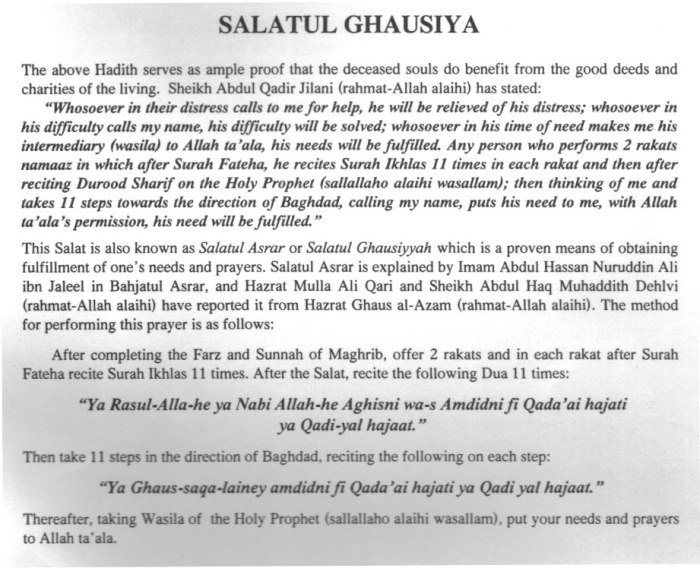 SALATUL GHAUSIYA
The above Hadith serves as ample proof that the deceased souls do benefit from the good deeds and
charities of the living. Sheikh Abdul Qadir Jilani (rahmat-Allah alaihi) has stated:
“Whosoever in their distress calls to me for help, he will be relieved of his distress; whosoever in
his difficulty calls my name, his difficulty will be solved; whosoever in his time of need makes me his
intermediary (wasila) to Allah ta’ala, his needs will be fulfilled. Any person who performs 2 rakats
namaaz in which after Surah Fateha, he recites Surah Ikhlas 11 times in each rakat and then after
reciting Durood Sharif on the Holy Prophet (sallallaho alaihi wasallam); then thinking of me and
takes 11 steps towards the direction of Baghdad, calling my name, puts his need to me, with Allah
ta’ala’s permission, his need will be fulfilled.”
This Salat is also known as Salatul Asrar or Salatul Ghausiyyah which is a proven means of obtaining
fulfillment of one’s needs and prayers. Salatul Asrar is explained by Imam Abdul Hassan Nuruddin Ali
ibn Jaleel in Bahjatul Asrar, and Hazrat Mulla Ali Qari and Sheikh Abdul Haq Muhaddith Dehlvi
(rahmat-Allah alaihi) have reported it from Hazrat Ghaus al-Azam (rahmat-Allah alaihi). The method
for performing this prayer is as follows:
After completing the Farz and Sunnah of Maghrib, offer 2 rakats and in each rakat after Surah
Fateha recite Surah Ikhlas 11 times. After the Salat, recite the following Dua 11 times:
“Ya Rasul-Alla-he ya Nabi Allah-he Aghisni wa-s Amdidni fi Qada’ai hajati
ya Qadi-yal hajaat.”
Then take 11 steps in the direction of Baghdad, reciting the following on each step:
“Ya Ghaus-saqa-lainey amdidni fi Qada’ai hajati ya Qadi yal hajaat.”
Thereafter, taking Wasila of the Holy Prophet (sallallaho alaihi wasallam), put your needs and prayers
to Allah ta’ala.